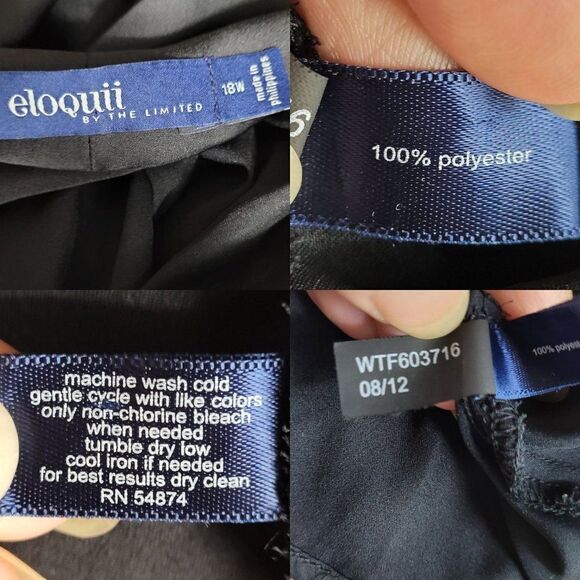 eloquii
BY THE LIMITED
18W
made in
philippines
100% polyester
machine wash cold
gentle cycle with like colors
only non-chlorine bleach
when needed
tumble dry low
cool iron if needed
for best results dry clean
RN 54874
WTF603716
08/12
100% polyester